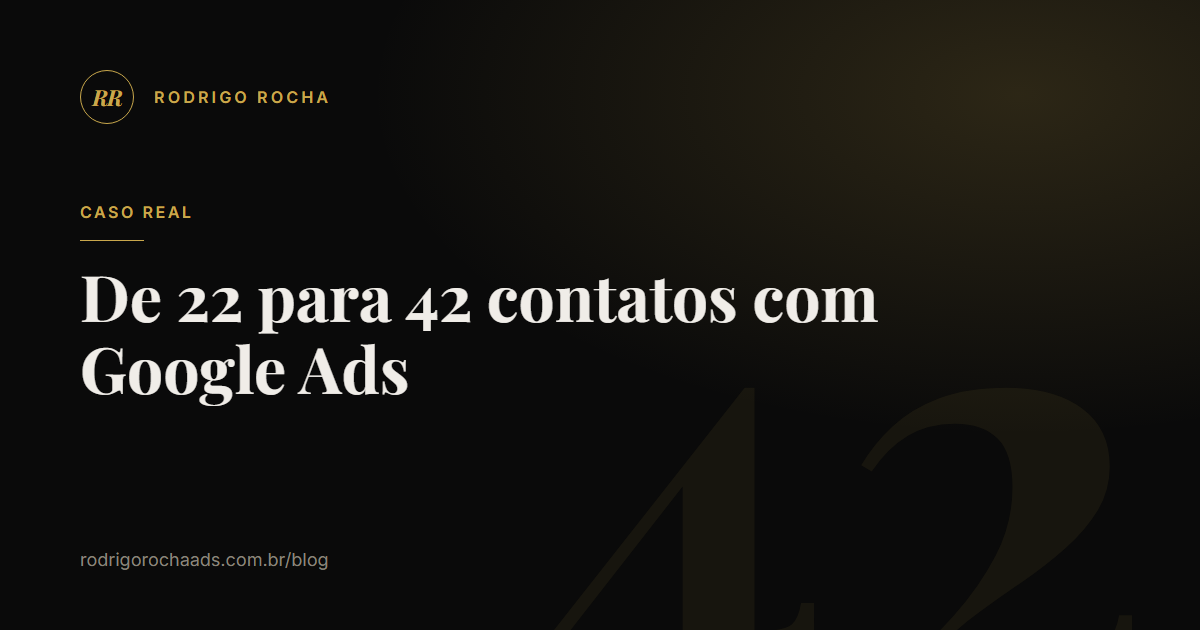 RR
RODRIGO ROCHA
CASO REAL
De 22 para 42 contatos com
Google Ads
42
rodrigorochaads.com.br/blog